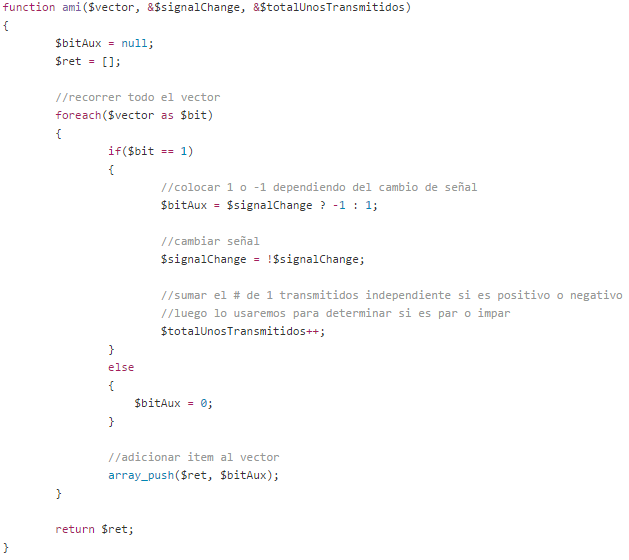 function ami($vector, &$signalChange, &$totalUnosTransmitidos)
{
        $bitAux = null;
        $ret = [];

        //recorrer todo el vector
        foreach($vector as $bit)
        {
                if($bit == 1)
                {
                        //colocar 1 o -1 dependiendo del cambio de señal
                        $bitAux = $signalChange ? -1 : 1;

                        //cambiar señal
                        $signalChange = !$signalChange;

                        //sumar el # de 1 transmitidos independiente si es positivo o negativo
                        //luego lo usaremos para determinar si es par o impar
                        $totalUnosTransmitidos++;
                }
                else
                {
                    $bitAux = 0;
                }

                //adicionar item al vector
                array_push($ret, $bitAux);
        }

        return $ret;
}